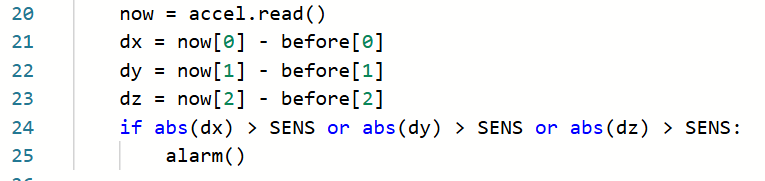 20 now = accel.read()
21 dx = now[0] - before[0]
22 dy = now[1] - before[1]
23 dz = now[2] - before[2]
24 if abs(dx) > SENS or abs(dy) > SENS or abs(dz) > SENS:
25 alarm()